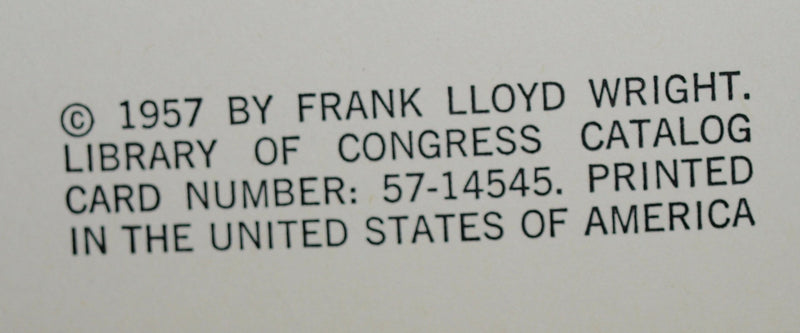 © 1957 BY FRANK LLOYD WRIGHT.
LIBRARY OF CONGRESS CATALOG
CARD NUMBER: 57-14545. PRINTED
IN THE UNITED STATES OF AMERICA